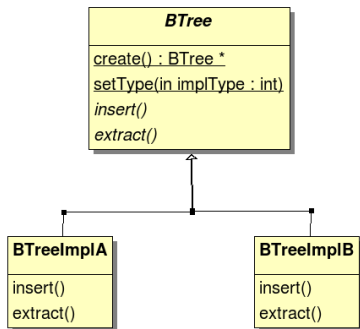 BTree
create() : BTree *
setType(in implType : int)
insert()
extract()
BTreeImplA
insert()
extract()
BTreeImplB
insert()
extract()